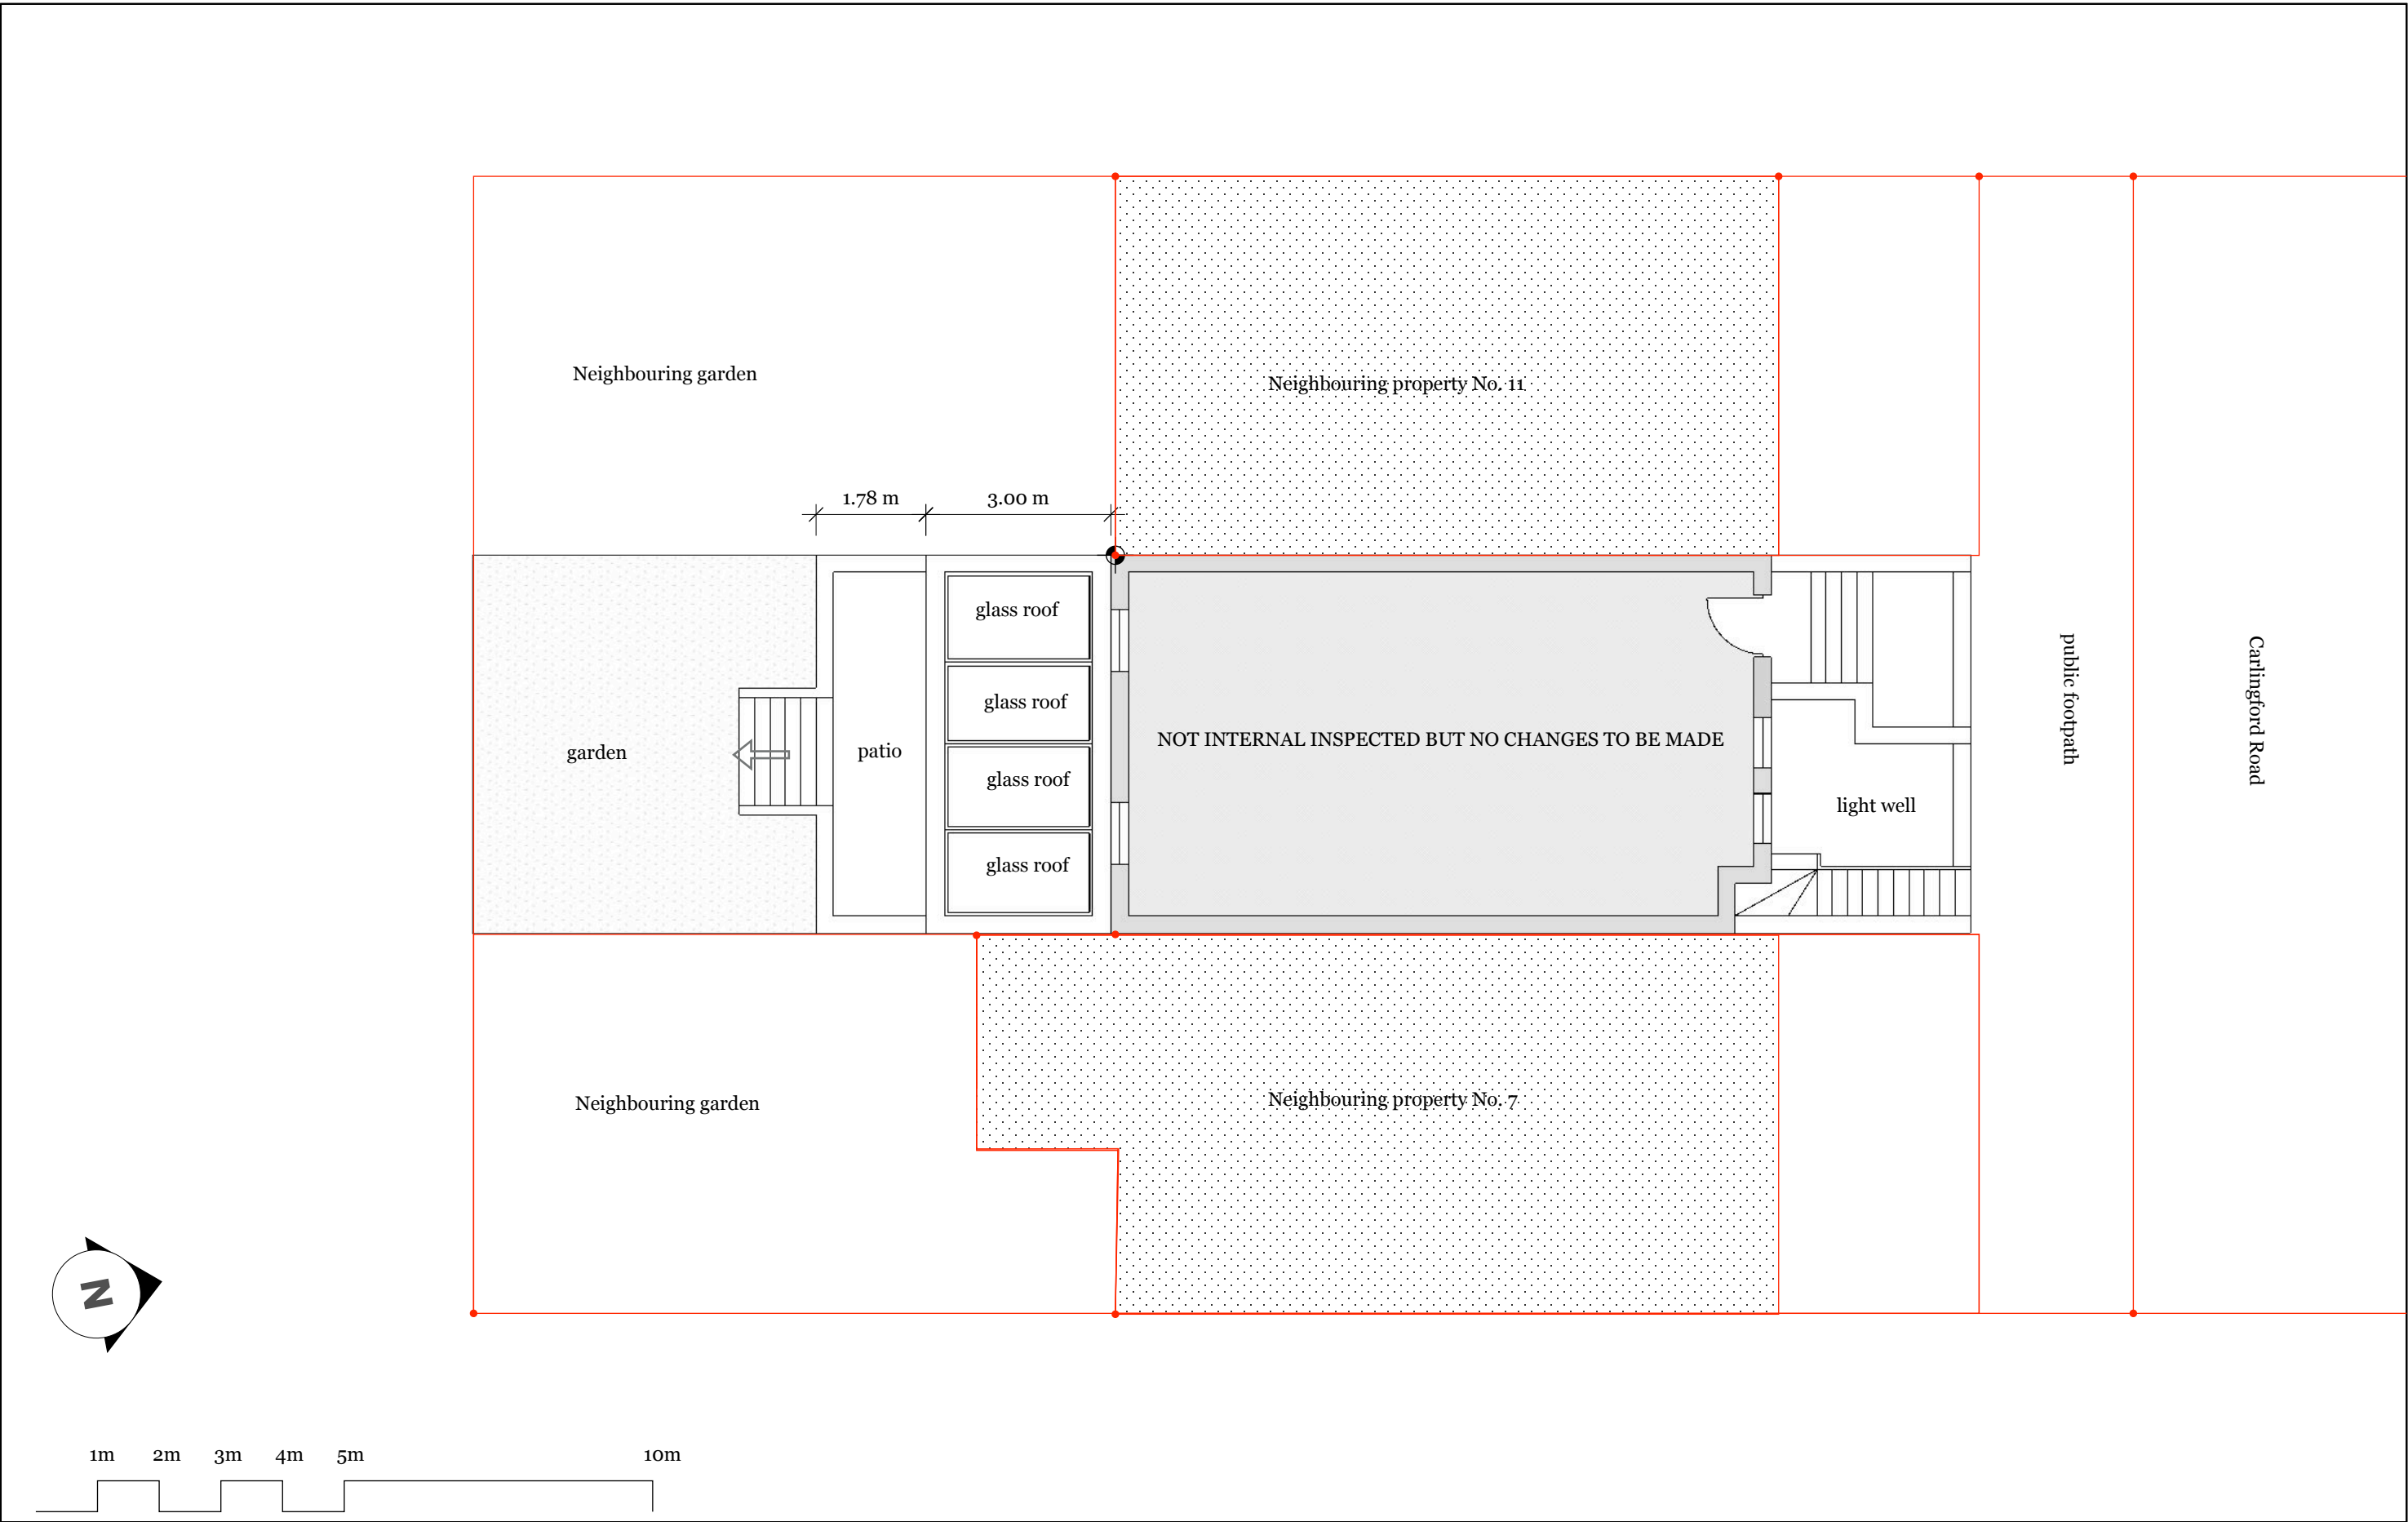 Neighbouring garden
Neighbouring property No. 11
1.78 m
3.00 m
glass roof
glass roof
glass roof
glass roof
garden
patio
NOT INTERNAL INSPECTED BUT NO CHANGES TO BE MADE
light well
public footpath
Carlingford Road
Neighbouring garden
Neighbouring property No. 7
N
1m
2m
3m
4m
5m
10m